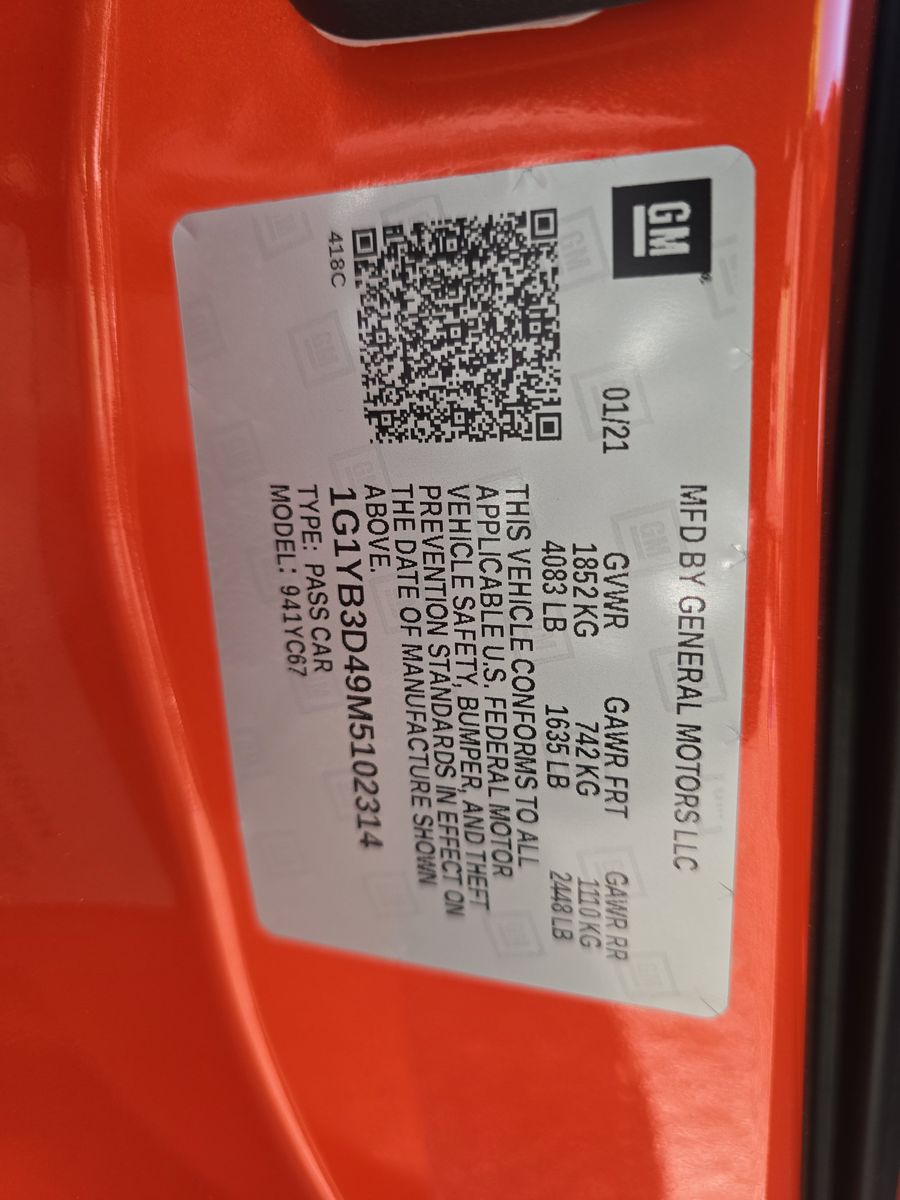 GM
MFD BY GENERAL MOTORS LLC
01/21 GVWR GAWR FRT GAWR RR
1852 KG 742 KG 1110 KG
4083 LB 1635 LB 2448 LB
THIS VEHICLE CONFORMS TO ALL
APPLICABLE U.S. FEDERAL MOTOR
VEHICLE SAFETY, BUMPER, AND THEFT
PREVENTION STANDARDS IN EFFECT ON
THE DATE OF MANUFACTURE SHOWN
ABOVE.
418C
1G1YB3D49M5102314
TYPE: PASS CAR
MODEL: 941YC67